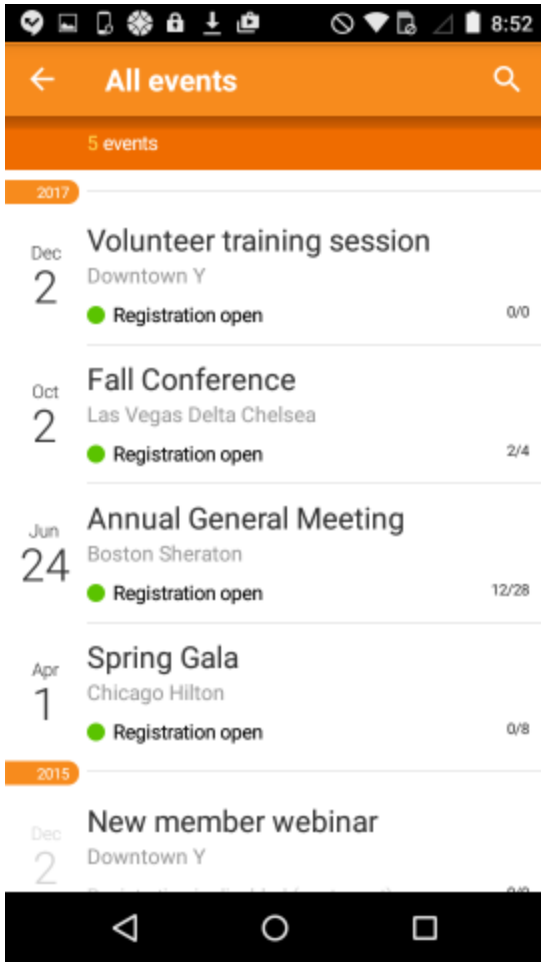 8:52
All events
5 events
2017
Dec
2
Volunteer training session
Downtown Y
Registration open
0/0
Oct
2
Fall Conference
Las Vegas Delta Chelsea
Registration open
2/4
Jun
24
Annual General Meeting
Boston Sheraton
Registration open
12/28
Apr
1
Spring Gala
Chicago Hilton
Registration open
0/8
2015
Dec
2
New member webinar
Downtown Y